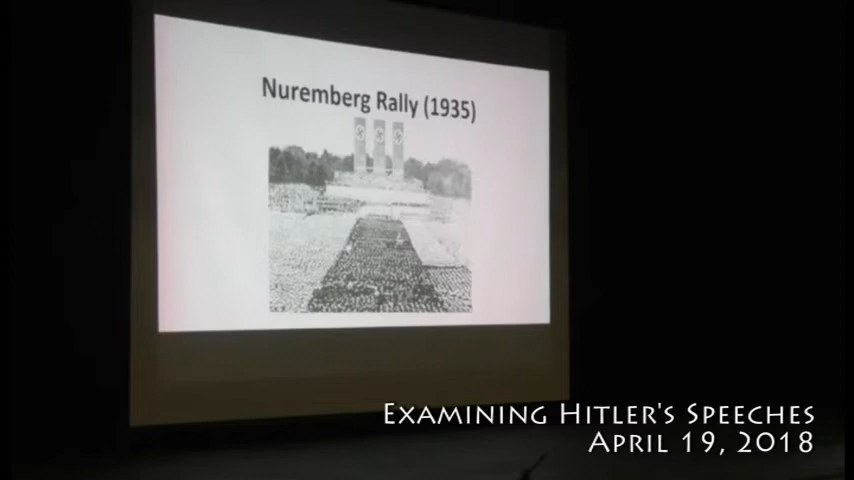 Nuremberg Rally (1935)
Examining Hitler's Speeches
April 19, 2018